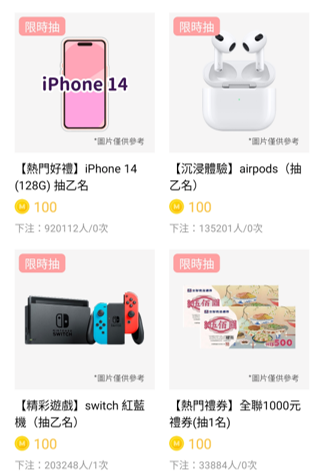 限時抽
限時抽
iPhone 14
*圖片僅供參考
*圖片僅供參考
【熱門好禮】iPhone 14
(128G) 抽乙名
【沉浸體驗】airpods（抽
乙名）
100
100
下注：920112人/0次
下注：135201人/0次
限時抽
限時抽
伍佰圓
500
*圖片僅供參考
*圖片僅供參考
【精彩遊戲】switch 紅藍
機（抽乙名）
【熱門禮券】全聯1000元
禮券(抽1名)
100
100
下注：203248人/1次
下注：33884人/0次